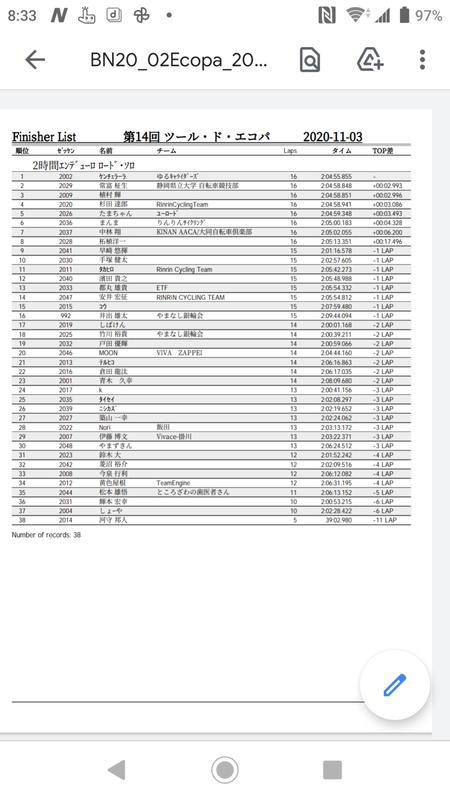 8:33 97%
BN20_02Ecopa_20...
Finisher List 第14回 ツール・ド・エコパ 2020-11-03
順位 ゼッケン 名前 チーム Laps タイム TOP差
2時間エンデューロ ロード・ソロ
1 2002 ケンチェラーラ. ゆるキャライダーズ 16 2:04:55.855 -
2 2029 常富 柾生 静岡県立大学 自転車競技部 16 2:04:58.848 +00:02.993
3 2009 植村 輝 16 2:04:58.851 +00:02.996
4 2020 杉田 達郎 RinrinCyclingTeam 16 2:04:58.941 +00:03.086
5 2026 たまちゃん ユーロード 16 2:04:59.348 +00:03.493
6 2036 まんま りんりんサイクリング 16 2:05:00.183 +00:04.328
7 2037 中林 翔 KINAN AACA/大同自転車倶楽部 16 2:05:02.055 +00:06.200
8 2028 柘植洋一 16 2:05:13.351 +00:17.496
9 2041 早崎 悠輝 15 2:01:16.578 -1 LAP
10 2030 手塚 健太 15 2:02:57.605 -1 LAP
11 2011 タカヒロ Rinrin Cycling Team 15 2:05:42.273 -1 LAP
12 2040 濱田 貴之 15 2:05:48.988 -1 LAP
13 2033 都丸 雄貴 ETF 15 2:05:54.332 -1 LAP
14 2047 安井 宏征 RINRIN CYCLING TEAM 15 2:05:54.812 -1 LAP
15 2015 コウ 15 2:07:59.480 -1 LAP
16 992 井出 雄太 やまなし銀輪会 15 2:09:44.094 -1 LAP
17 2019 しばけん 14 2:00:01.168 -2 LAP
18 2025 竹川 裕貴 やまなし銀輪会 14 2:00:39.211 -2 LAP
19 2032 戸田 優輝 14 2:00:59.066 -2 LAP
20 2046 MOON VIVA ZAPPEI 14 2:04:44.160 -2 LAP
21 2013 テルヒコ 14 2:06:16.863 -2 LAP
22 2016 倉田 龍汰 14 2:06:17.035 -2 LAP
23 2001 青木 久幸 14 2:08:09.680 -2 LAP
24 2017 k 13 2:00:41.156 -3 LAP
25 2035 タイセイ 13 2:02:08.297 -3 LAP
26 2039 ニシカズ 13 2:02:19.652 -3 LAP
27 2027 築山 一幸 13 2:02:24.062 -3 LAP
28 2022 Nori 飯田 13 2:03:13.172 -3 LAP
29 2007 伊藤 博文 Vivace-掛川 13 2:03:22.371 -3 LAP
30 2048 やまずきん 13 2:06:24.512 -3 LAP
31 2023 鈴木 大 12 2:01:52.242 -4 LAP
32 2042 菱沼 裕介 12 2:02:09.516 -4 LAP
33 2008 今泉 行利 12 2:06:12.082 -4 LAP
34 2012 黄色屋根 TeamEngine 12 2:06:31.195 -4 LAP
35 2044 松本 雄悟 ところざわの歯医者さん 11 2:06:13.152 -5 LAP
36 2031 輝本 宏幸 10 2:00:53.215 -6 LAP
37 2004 しょーや 10 2:02:28.422 -6 LAP
38 2014 河守 邦人 5 39:02.980 -11 LAP
Number of records: 38